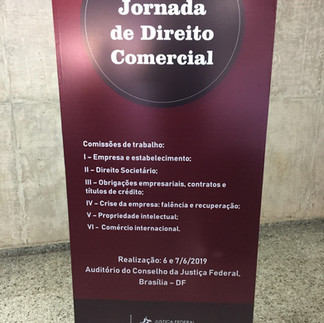 Jornada
de Direito
Comercial
Comissões de trabalho:
I – Empresa e estabelecimento;
II – Direito Societário;
III – Obrigações empresariais, contratos e
títulos de crédito;
IV – Crise da empresa: falência e recuperação;
V – Propriedade intelectual;
VI – Comércio internacional.
Realização: 6 e 7/6/2019
Auditório do Conselho da Justiça Federal,
Brasília – DF
JUSTIÇA FEDERAL